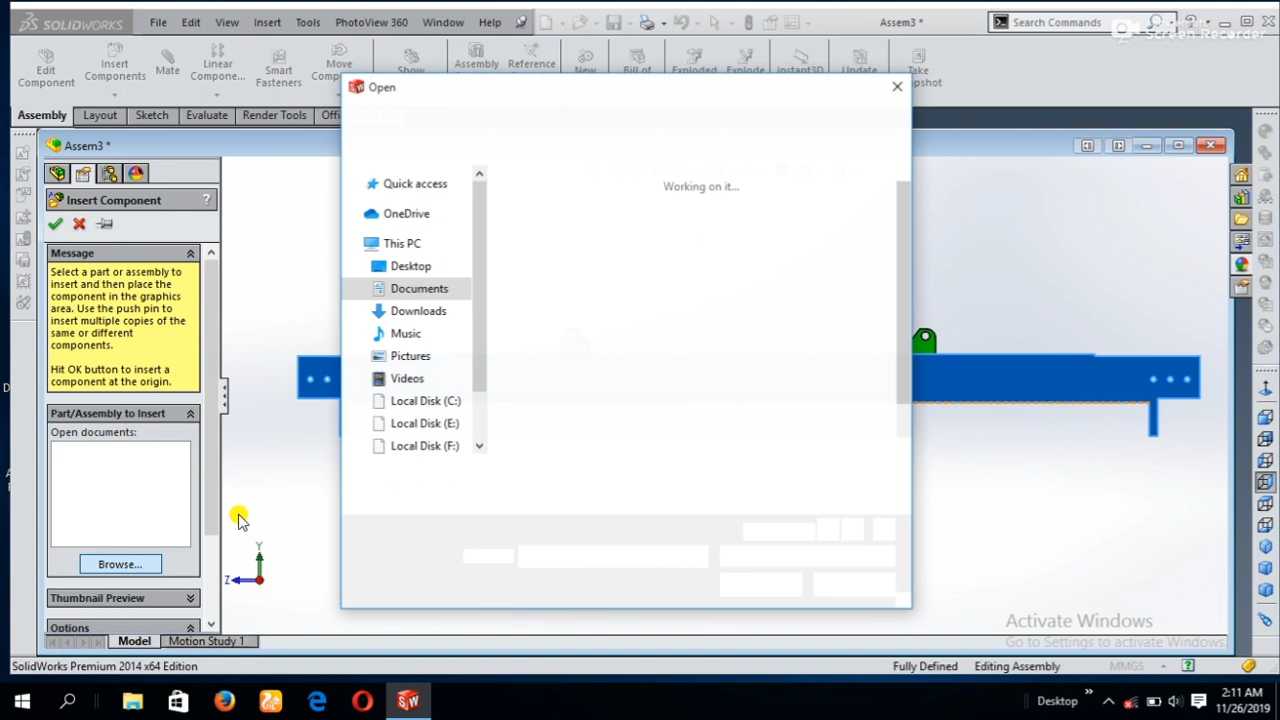 SOLIDWORKS File Edit View Insert Tools PhotoView 360 Window Help Assem3 * Search Commands
Screen Recorder
Edit Component
Insert Components
Mate
Linear Compone...
Smart Fasteners
Move
Show
Assembly
Reference
New
Bill of
Exploded
Explode
Instant3D
Update
Take
Assembly Layout Sketch Evaluate Render Tools
Open
Assem3 *
Insert Component ?
Message
Select a part or assembly to
insert and then place the
component in the graphics
area. Use the push pin to
insert multiple copies of the
same or different
components.
Hit OK button to insert a
component at the origin.
Part/Assembly to Insert
Open documents:
Browse...
Thumbnail Preview
Options
Quick access
OneDrive
This PC
Desktop
Documents
Downloads
Music
Pictures
Videos
Local Disk (C:)
Local Disk (E:)
Local Disk (F:)
Working on it...
Y
Z
Activate Windows
Go to Settings to activate Windows.
Model Motion Study 1
SolidWorks Premium 2014 x64 Edition Fully Defined Editing Assembly MMGS
Desktop
2:11 AM
11/26/2019